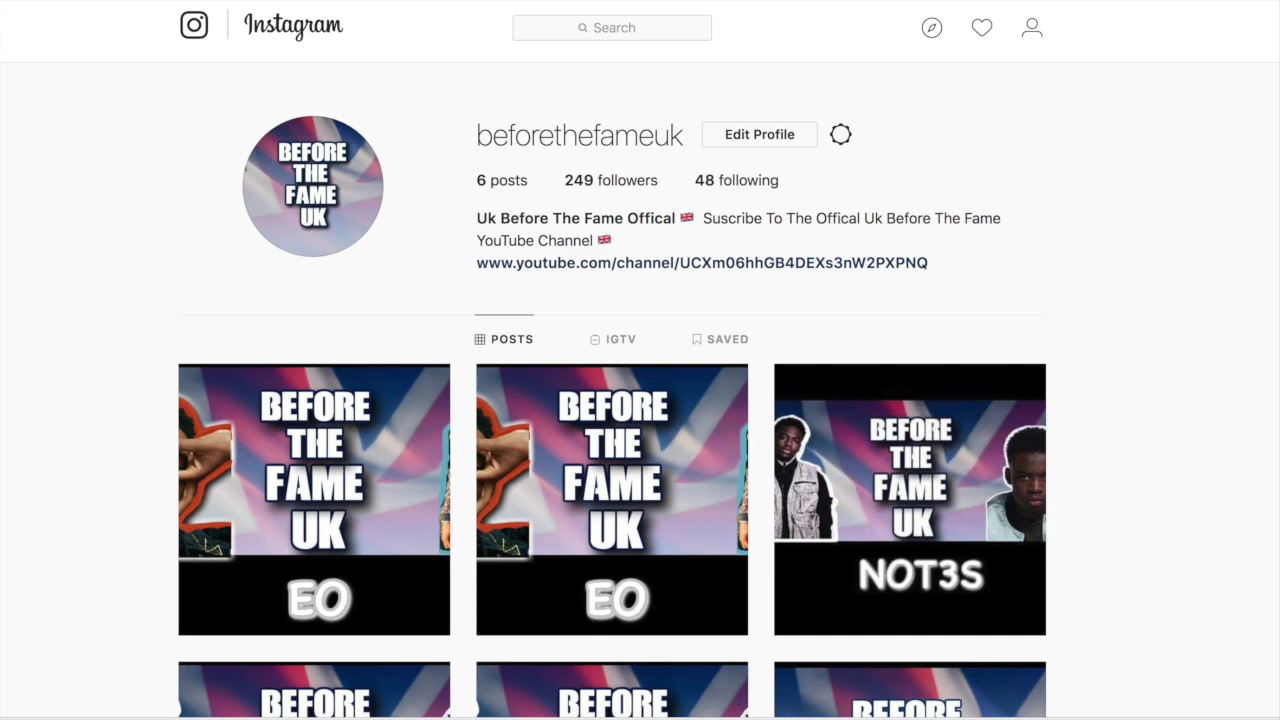 Instagram
Search
beforethefameuk Edit Profile
6 posts 249 followers 48 following
Uk Before The Fame Offical 🇬🇧 Suscribe To The Offical Uk Before The Fame
YouTube Channel 🇬🇧
www.youtube.com/channel/UCXm06hhGB4DEXs3nW2PXPNQ
BEFORE
THE
FAME
UK
POSTS IGTV SAVED
BEFORE
THE
FAME
UK
EO
BEFORE
THE
FAME
UK
EO
BEFORE
THE
FAME
UK
NOT3S
BEFORE
BEFORE
BEFORE